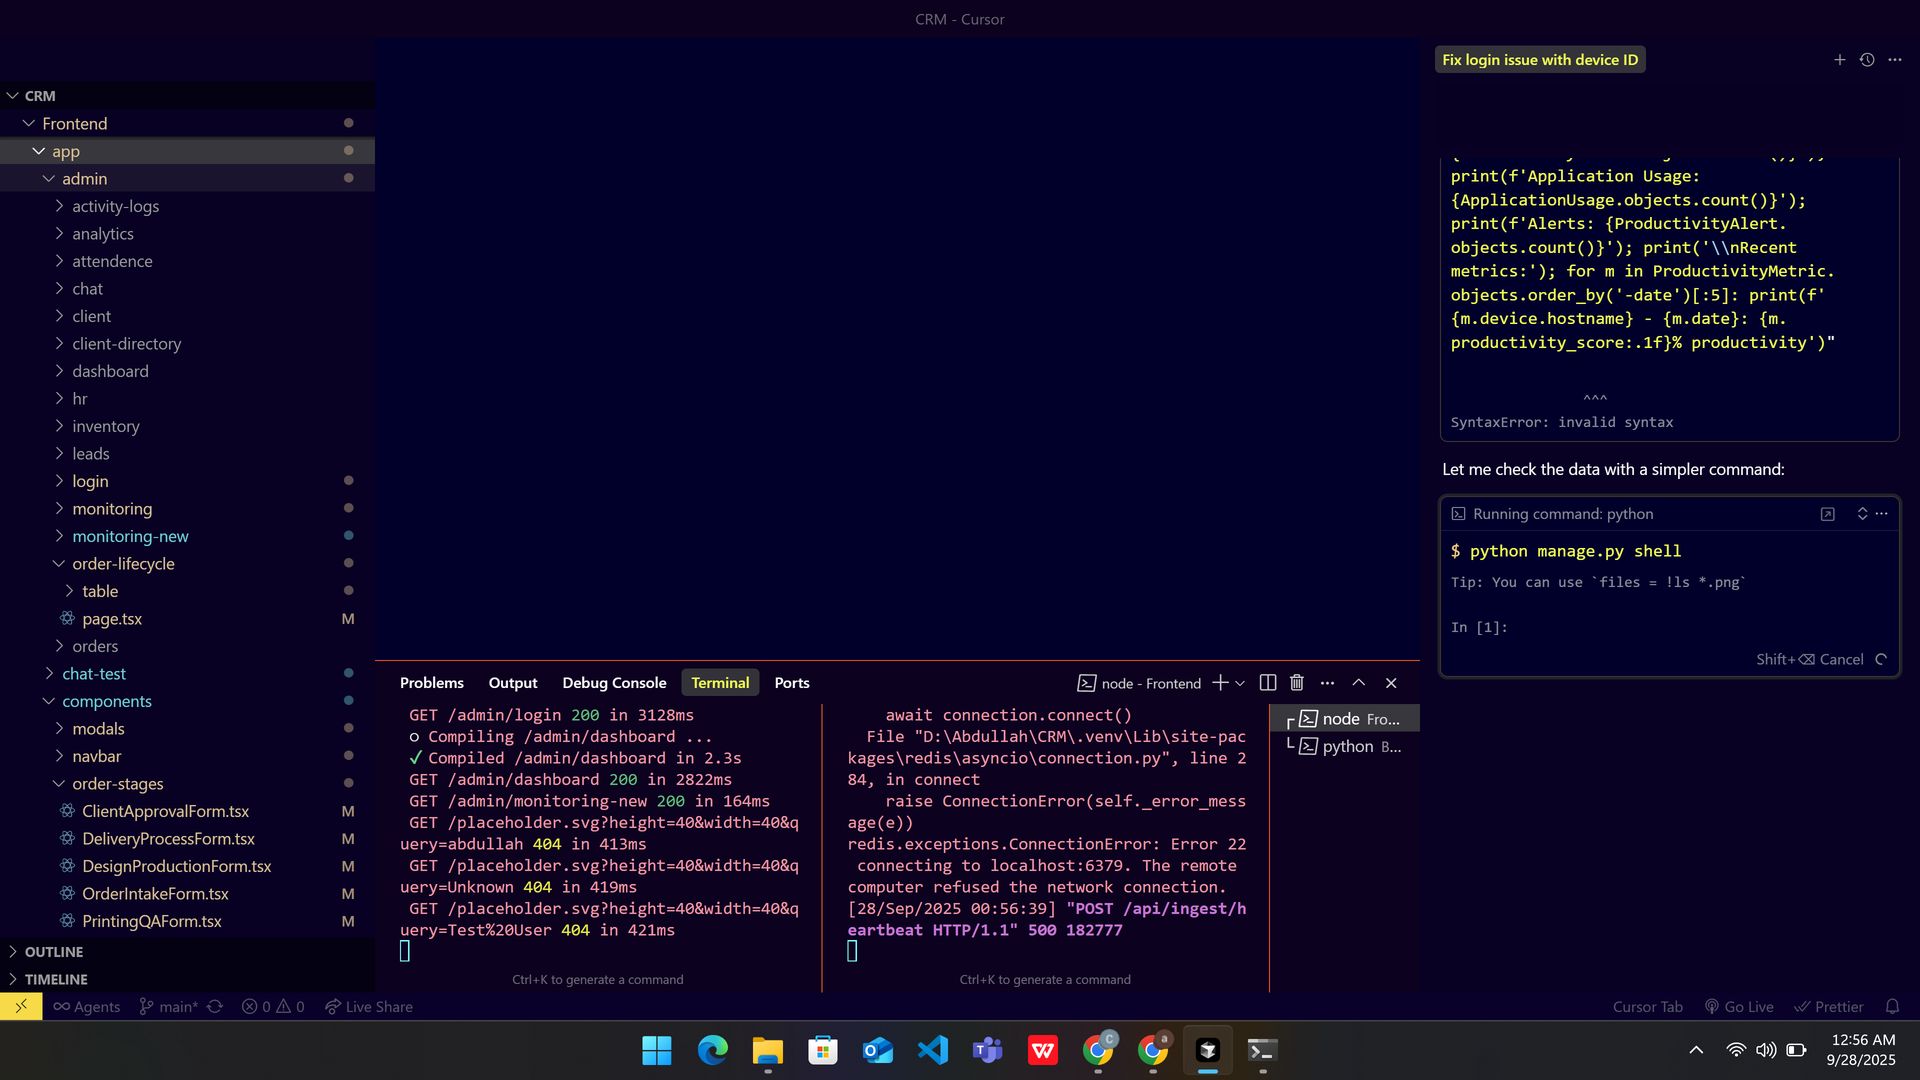 CRM - Cursor
CRM
Frontend
app
admin
activity-logs
analytics
attendence
chat
client
client-directory
dashboard
hr
inventory
leads
login
monitoring
monitoring-new
order-lifecycle
table
page.tsx M
orders
chat-test
components
modals
navbar
order-stages
ClientApprovalForm.tsx M
DeliveryProcessForm.tsx M
DesignProductionForm.tsx M
OrderIntakeForm.tsx M
PrintingQAForm.tsx M
OUTLINE
TIMELINE
Problems Output Debug Console Terminal Ports
node - Frontend
GET /admin/login 200 in 3128ms
○ Compiling /admin/dashboard ...
✓ Compiled /admin/dashboard in 2.3s
GET /admin/dashboard 200 in 2822ms
GET /admin/monitoring-new 200 in 164ms
GET /placeholder.svg?height=40&width=40&q
uery=abdullah 404 in 413ms
GET /placeholder.svg?height=40&width=40&q
uery=Unknown 404 in 419ms
GET /placeholder.svg?height=40&width=40&q
uery=Test%20User 404 in 421ms
Ctrl+K to generate a command
await connection.connect()
File "D:\Abdullah\CRM\.venv\Lib\site-pac
kages\redis\asyncio\connection.py", line 2
84, in connect
raise ConnectionError(self._error_mess
age(e))
redis.exceptions.ConnectionError: Error 22
connecting to localhost:6379. The remote
computer refused the network connection.
[28/Sep/2025 00:56:39] "POST /api/ingest/h
eartbeat HTTP/1.1" 500 182777
Ctrl+K to generate a command
node Fro...
python B...
Fix login issue with device ID
print(f'Application Usage:
{ApplicationUsage.objects.count()}');
print(f'Alerts: {ProductivityAlert.
objects.count()}'); print('\\nRecent
metrics:'); for m in ProductivityMetric.
objects.order_by('-date')[:5]: print(f'
{m.device.hostname} - {m.date}: {m.
productivity_score:.1f}% productivity')"
^^^
SyntaxError: invalid syntax
Let me check the data with a simpler command:
Running command: python
$ python manage.py shell
Tip: You can use `files = !ls *.png`
In [1]:
Shift+⌫ Cancel
Agents main* 0 0 Live Share
Cursor Tab Go Live Prettier
12:56 AM
9/28/2025